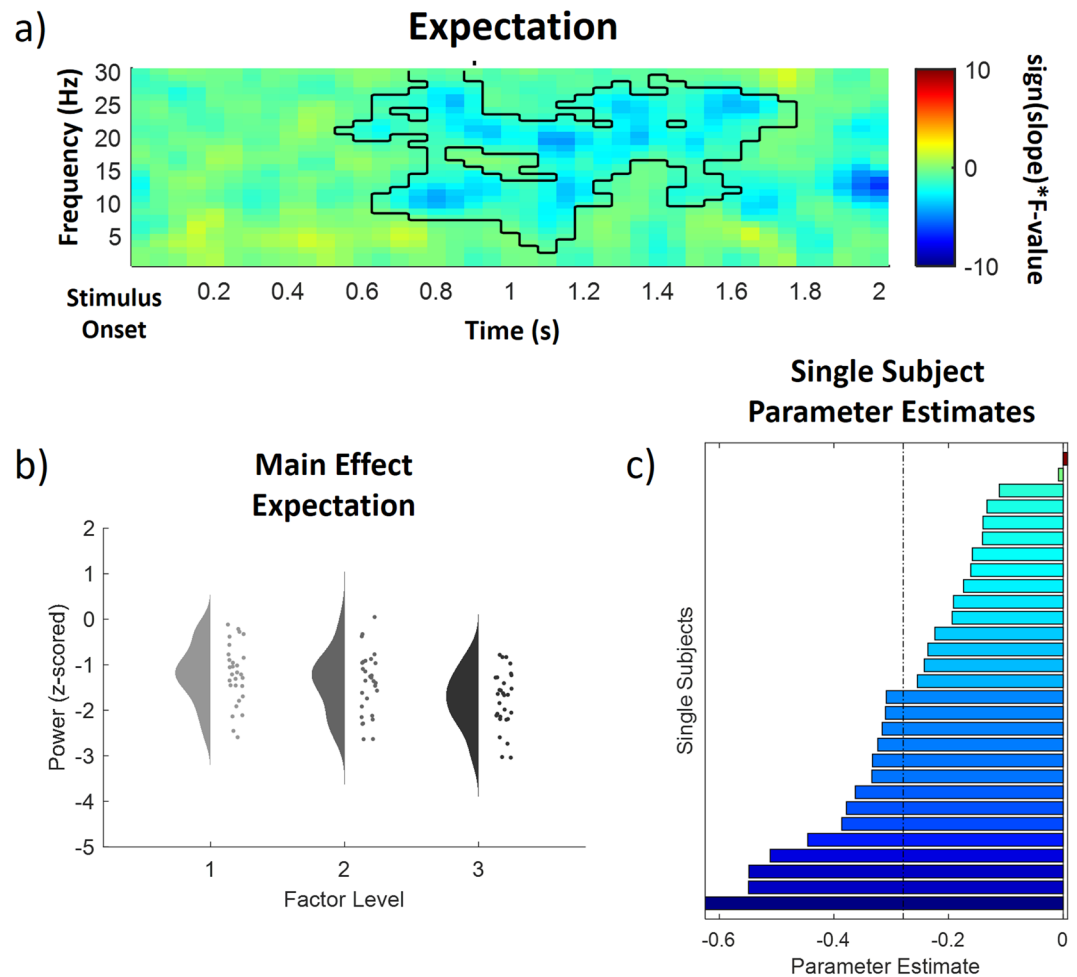 a)
Expectation
Frequency (Hz)
30
25
20
15
10
5
Stimulus
Onset
0.2
0.4
0.6
0.8
1
1.2
1.4
1.6
1.8
2
Time (s)
10
0
-10
sign(slope)*F-value
b)
Main Effect
Expectation
Power (z-scored)
2
1
0
-1
-2
-3
-4
-5
1
2
3
Factor Level
Single Subject
Parameter Estimates
c)
Single Subjects
-0.6
-0.4
-0.2
0
Parameter Estimate